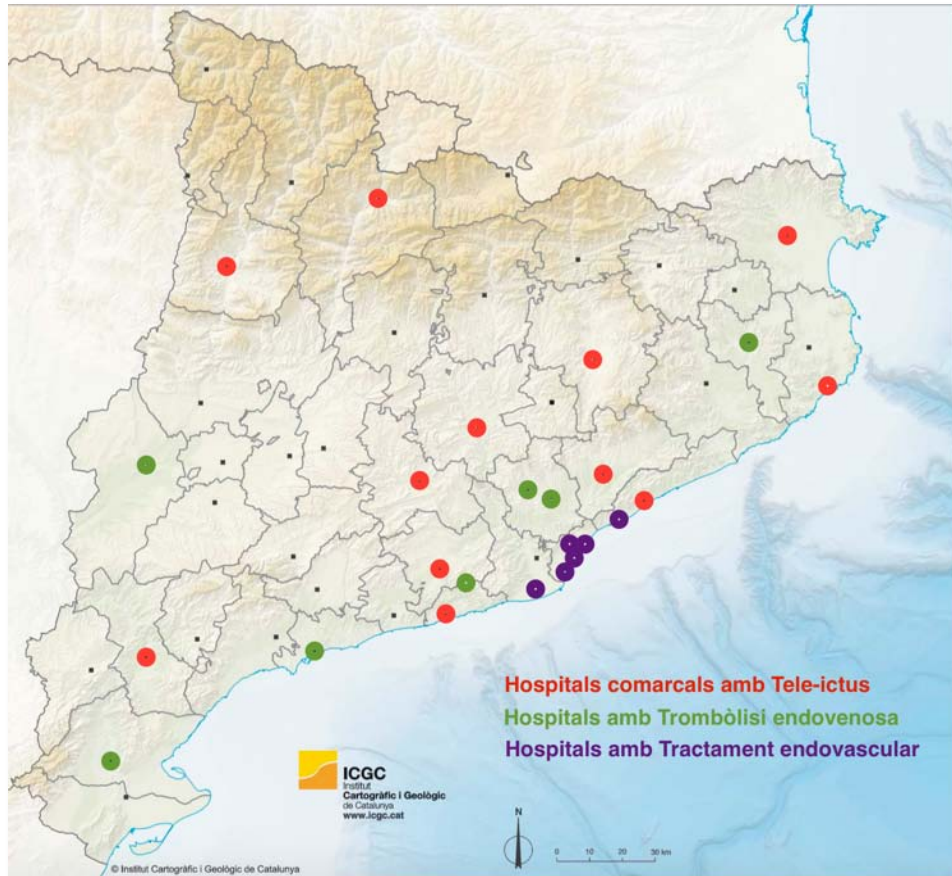 Hospitals comarcals amb Tele-ictus
Hospitals amb Trombòlisi endovenosa
Hospitals amb Tractament endovascular
ICGC
Institut
Cartogràfic i Geològic
de Catalunya
www.icgc.cat
N
0 10 20 30 km
© Institut Cartogràfic i Geològic de Catalunya